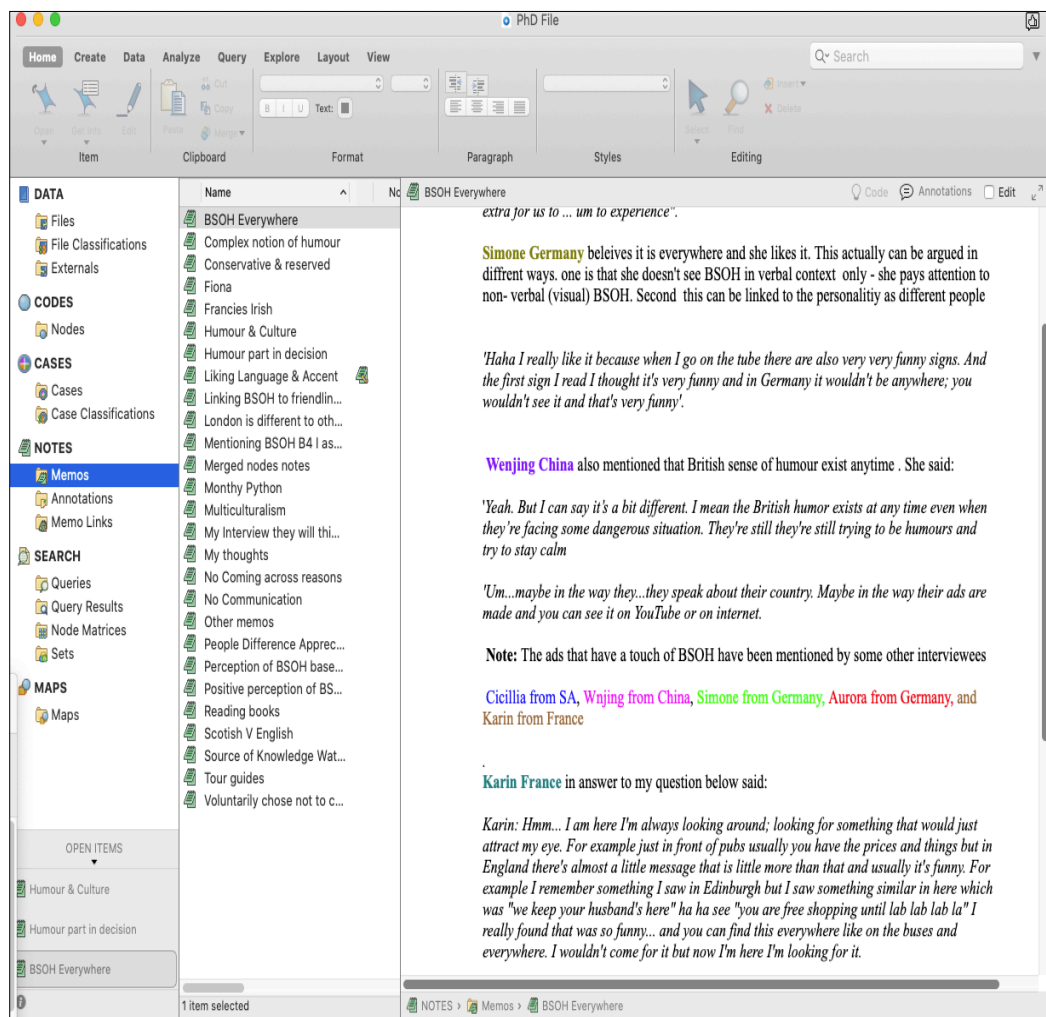 PhD File
Home Create Data Analyze Query Explore Layout View
Search
Open Get Info Edit
Item
Paste Cut
Copy
Merge
Clipboard
B I U Text:
Format
Paragraph
Styles
Select Find
Insert
Delete
Editing
DATA
Files
File Classifications
Externals
CODES
Nodes
CASES
Cases
Case Classifications
NOTES
Memos
Annotations
Memo Links
SEARCH
Queries
Query Results
Node Matrices
Sets
MAPS
Maps
OPEN ITEMS
Humour & Culture
Humour part in decision
BSOH Everywhere
Name No
BSOH Everywhere
Complex notion of humour
Conservative & reserved
Fiona
Francies Irish
Humour & Culture
Humour part in decision
Liking Language & Accent
Linking BSOH to friendlin...
London is different to oth...
Mentioning BSOH B4 I as...
Merged nodes notes
Monthy Python
Multiculturalism
My Interview they will thi...
My thoughts
No Coming across reasons
No Communication
Other memos
People Difference Apprec...
Perception of BSOH base...
Positive perception of BS...
Reading books
Scotish V English
Source of Knowledge Wat...
Tour guides
Voluntarily chose not to c...
1 item selected
BSOH Everywhere
Code Annotations Edit
extra for us to ... um to experience".
Simone Germany beleives it is everywhere and she likes it. This actually can be argued in
diffrent ways. one is that she doesn't see BSOH in verbal context only - she pays attention to
non- verbal (visual) BSOH. Second this can be linked to the personalitiy as different people
'Haha I really like it because when I go on the tube there are also very very funny signs. And
the first sign I read I thought it's very funny and in Germany it wouldn't be anywhere; you
wouldn't see it and that's very funny'.
Wenjing China also mentioned that British sense of humour exist anytime . She said:
'Yeah. But I can say it's a bit different. I mean the British humor exists at any time even when
they're facing some dangerous situation. They're still they're still trying to be humours and
try to stay calm
'Um...maybe in the way they...they speak about their country. Maybe in the way their ads are
made and you can see it on YouTube or on internet.
Note: The ads that have a touch of BSOH have been mentioned by some other interviewees
Cicillia from SA, Wnjing from China, Simone from Germany, Aurora from Germany, and
Karin from France
.
Karin France in answer to my question below said:
Karin: Hmm... I am here I'm always looking around; looking for something that would just
attract my eye. For example just in front of pubs usually you have the prices and things but in
England there's almost a little message that is little more than that and usually it's funny. For
example I remember something I saw in Edinburgh but I saw something similar in here which
was "we keep your husband's here" ha ha see "you are free shopping until lab lab lab la" I
really found that was so funny... and you can find this everywhere like on the buses and
everywhere. I wouldn't come for it but now I'm here I'm looking for it.
NOTES › Memos › BSOH Everywhere